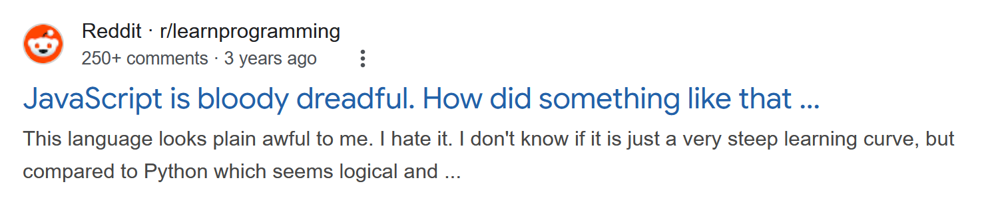 Reddit · r/learnprogramming
250+ comments · 3 years ago
JavaScript is bloody dreadful. How did something like that ...
This language looks plain awful to me. I hate it. I don't know if it is just a very steep learning curve, but
compared to Python which seems logical and ...